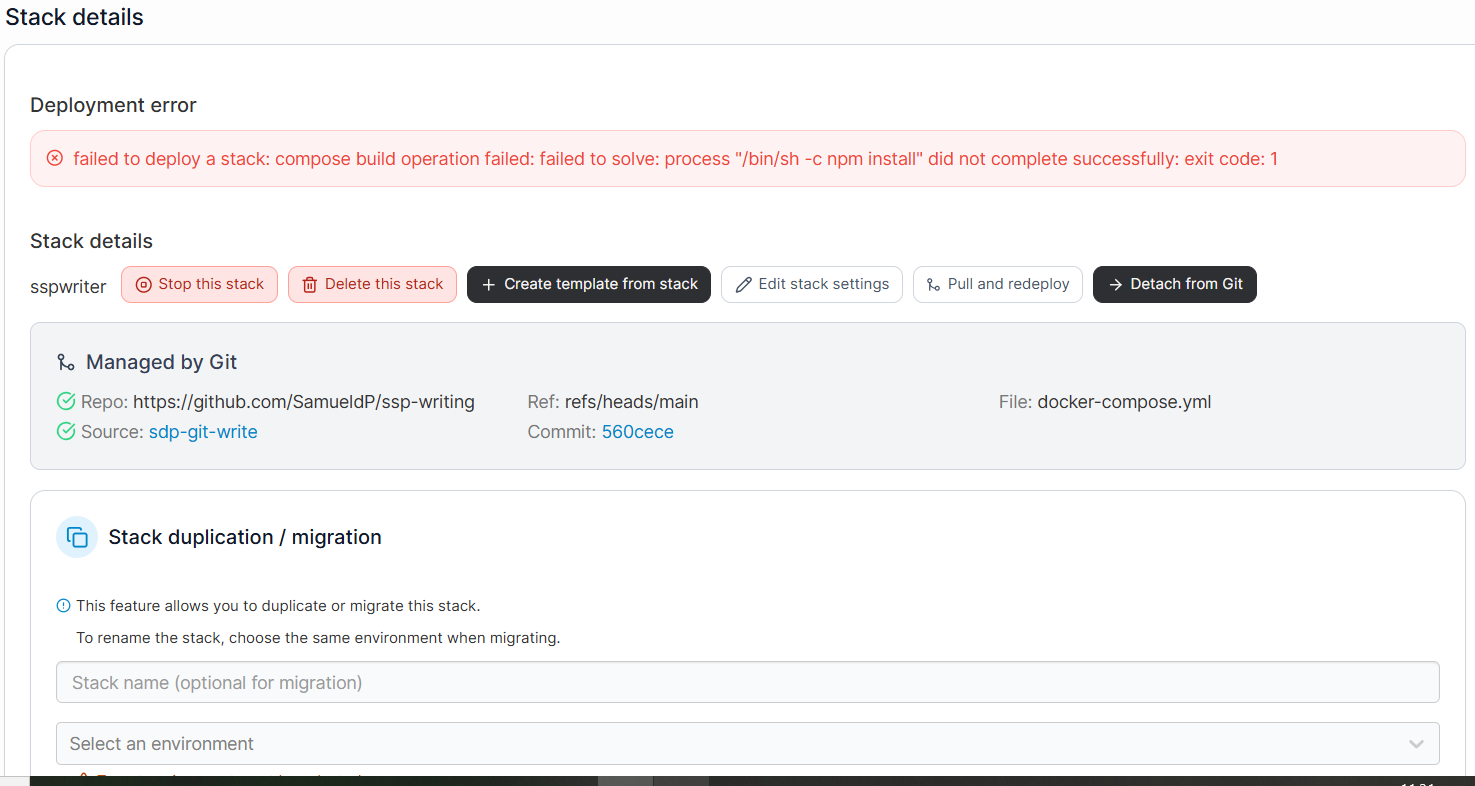 Stack details
Deployment error
failed to deploy a stack: compose build operation failed: failed to solve: process "/bin/sh -c npm install" did not complete successfully: exit code: 1
Stack details
sspwriter Stop this stack Delete this stack Create template from stack Edit stack settings Pull and redeploy Detach from Git
Managed by Git
Repo: https://github.com/SamueldP/ssp-writing Ref: refs/heads/main File: docker-compose.yml
Source: sdp-git-write Commit: 560cece
Stack duplication / migration
This feature allows you to duplicate or migrate this stack.
To rename the stack, choose the same environment when migrating.
Stack name (optional for migration)
Select an environment